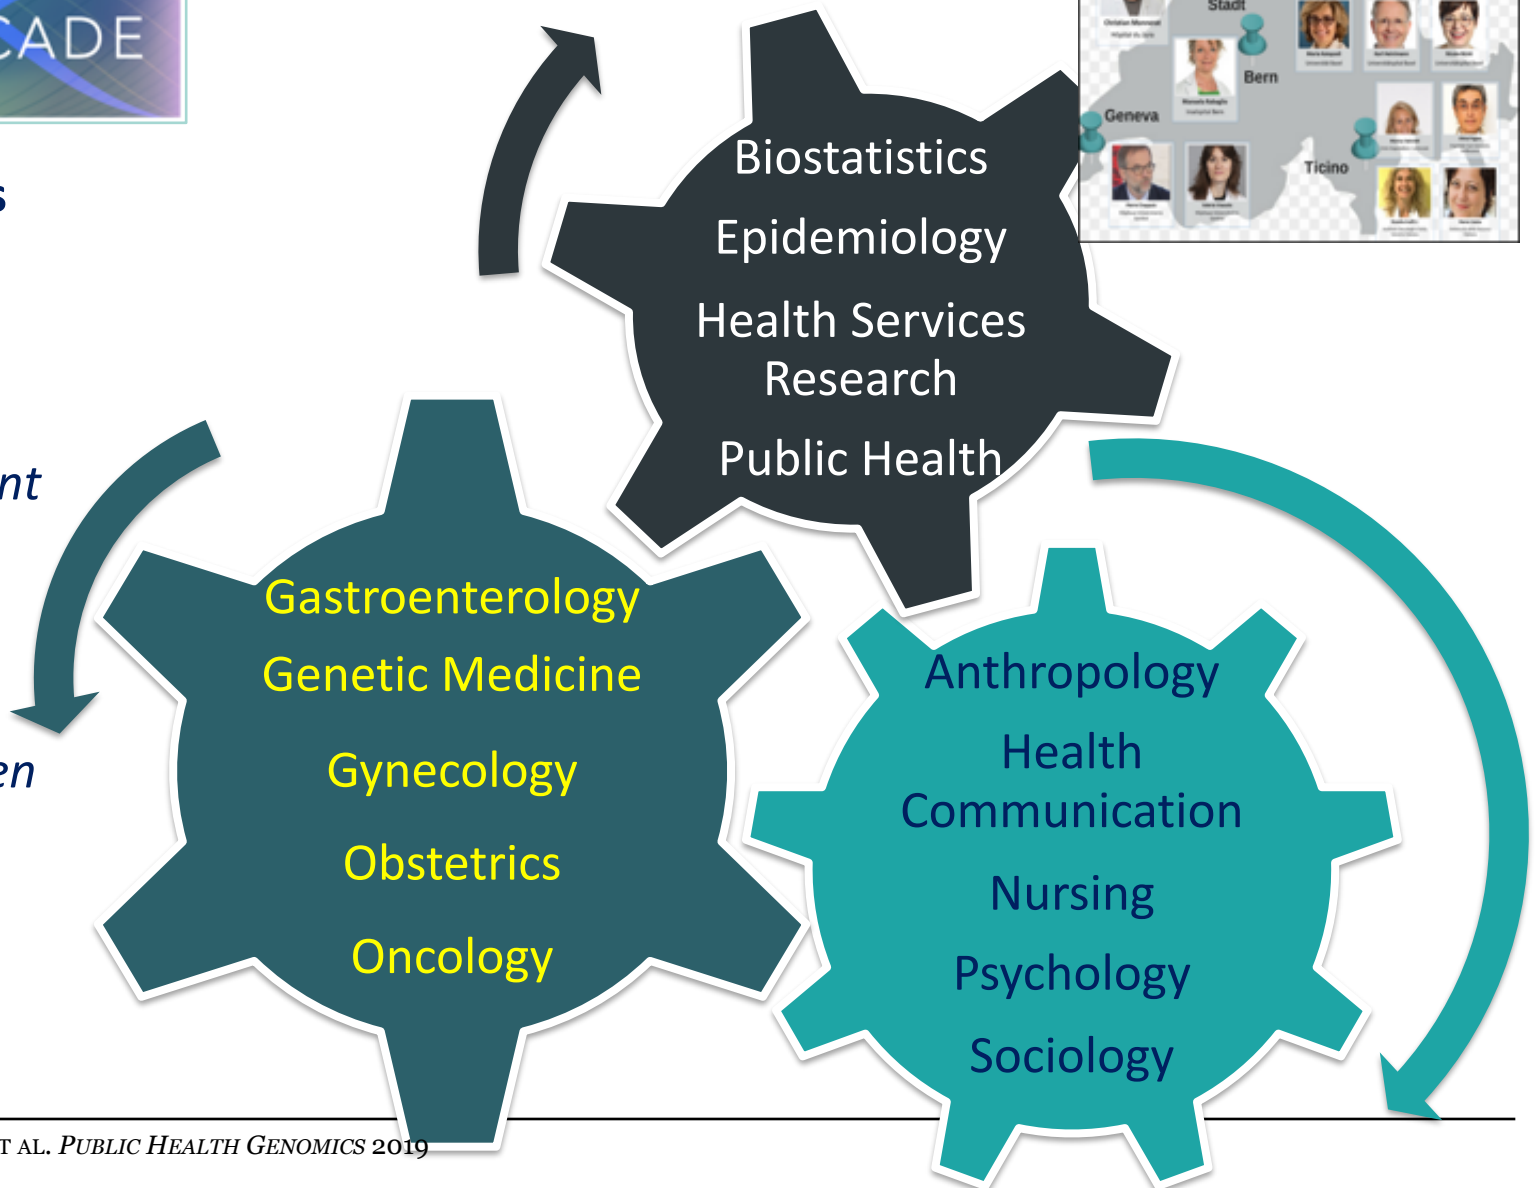 CADE
Stadt
Bern
Geneva
Ticino
s
nt
en
Biostatistics
Epidemiology
Health Services
Research
Public Health
Gastroenterology
Genetic Medicine
Gynecology
Obstetrics
Oncology
Anthropology
Health
Communication
Nursing
Psychology
Sociology
T AL. PUBLIC HEALTH GENOMICS 2019